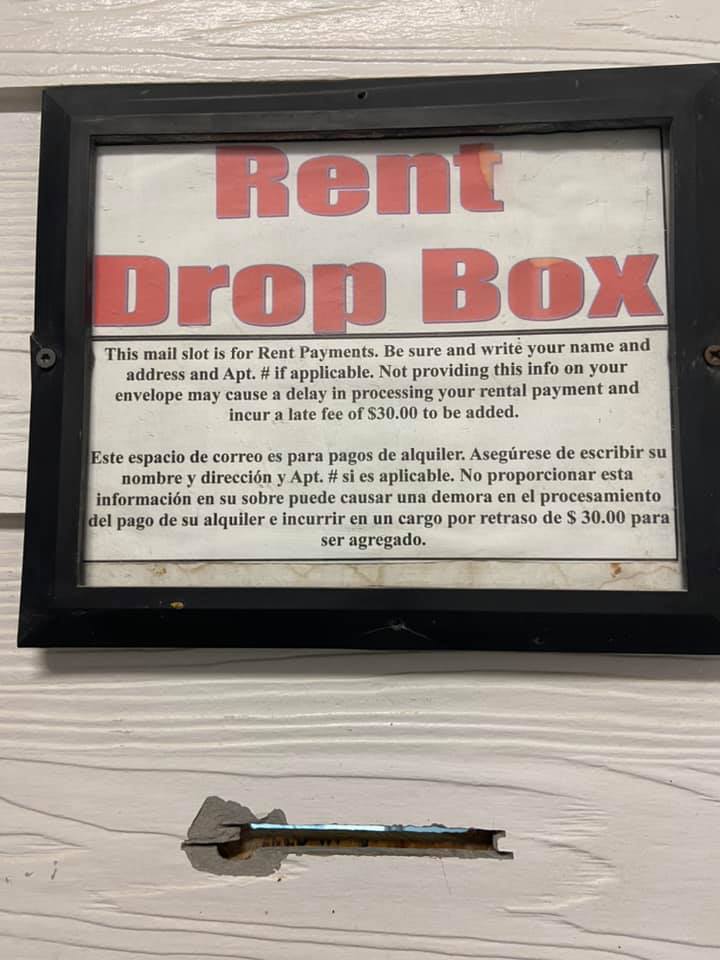 Rent
Drop Box
This mail slot is for Rent Payments. Be sure and write your name and
address and Apt. # if applicable. Not providing this info on your
envelope may cause a delay in processing your rental payment and
incur a late fee of $30.00 to be added.
Este espacio de correo es para pagos de alquiler. Asegúrese de escribir su
nombre y dirección y Apt. # si es aplicable. No proporcionar esta
información en su sobre puede causar una demora en el procesamiento
del pago de su alquiler e incurrir en un cargo por retraso de $ 30.00 para
ser agregado.